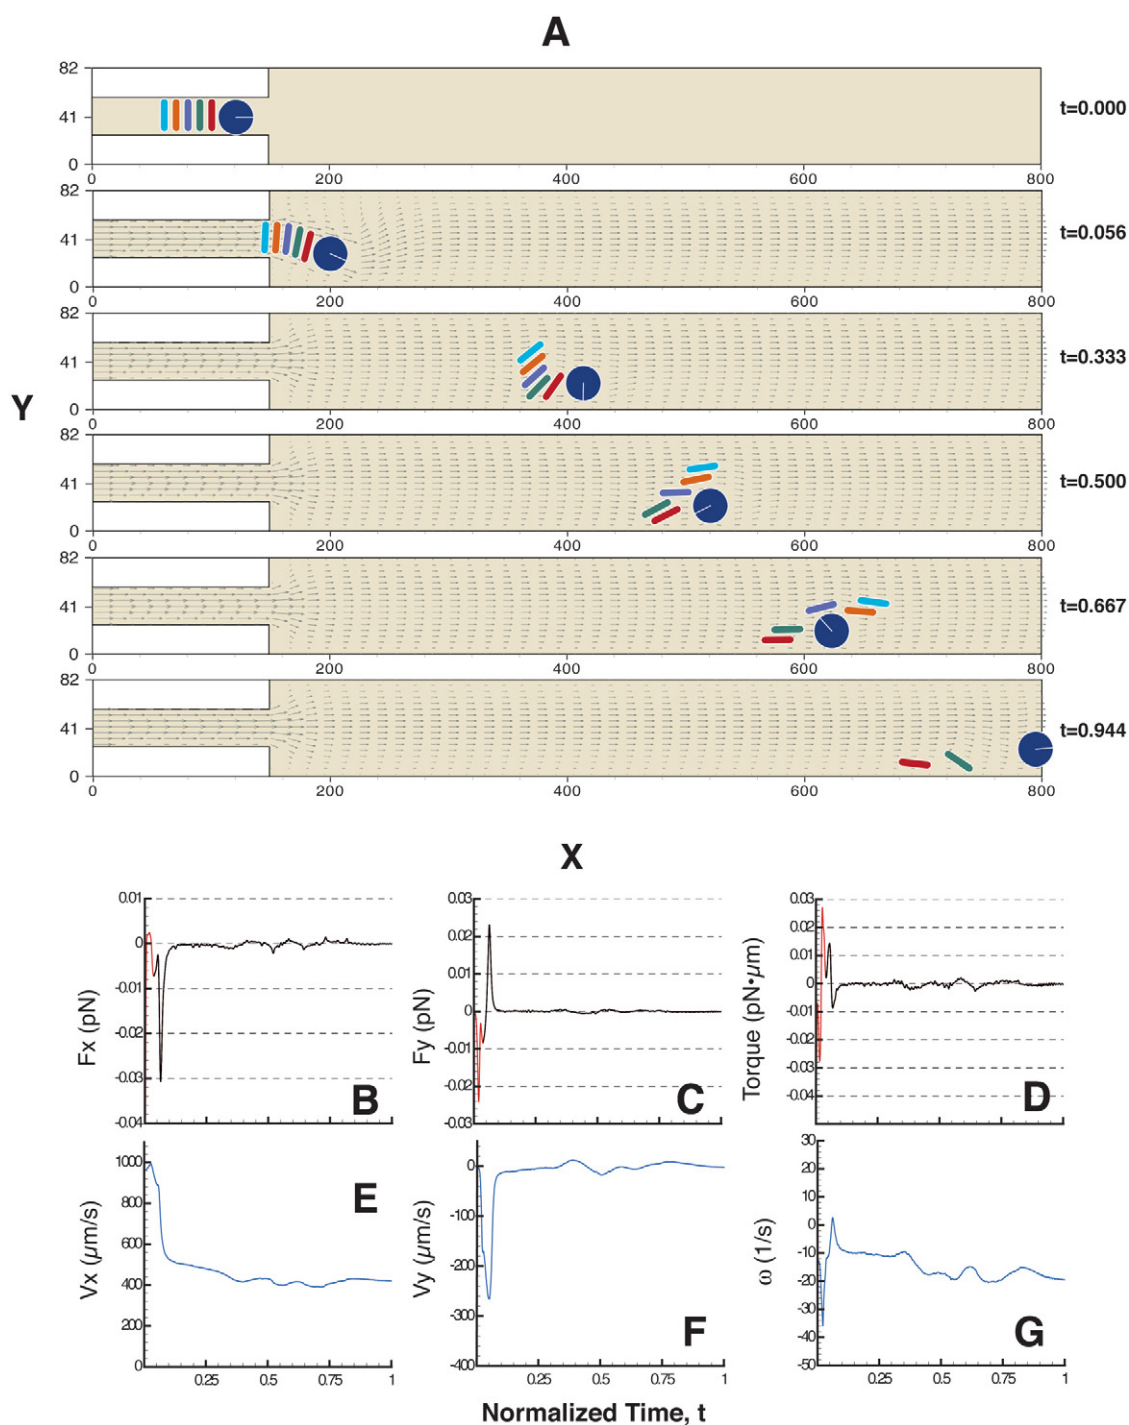 A
82
41
0
0 200 400 600 800
t=0.000
82
41
0
0 200 400 600 800
t=0.056
82
41
0
0 200 400 600 800
t=0.333
Y
82
41
0
0 200 400 600 800
t=0.500
82
41
0
0 200 400 600 800
t=0.667
82
41
0
0 200 400 600 800
t=0.944
X
0.01
0
-0.01
-0.02
-0.03
-0.04
Fx (pN)
B
0.03
0.02
0.01
0
-0.01
-0.02
-0.03
Fy (pN)
C
0.03
0.02
0.01
0
-0.01
-0.02
-0.03
-0.04
Torque (pN•μm)
D
1000
800
600
400
200
0
Vx (μm/s)
E
0.25 0.5 0.75 1
0
-100
-200
-300
-400
Vy (μm/s)
F
0.25 0.5 0.75 1
30
20
10
0
-10
-20
-30
-40
-50
ω (1/s)
G
0.25 0.5 0.75 1
Normalized Time, t